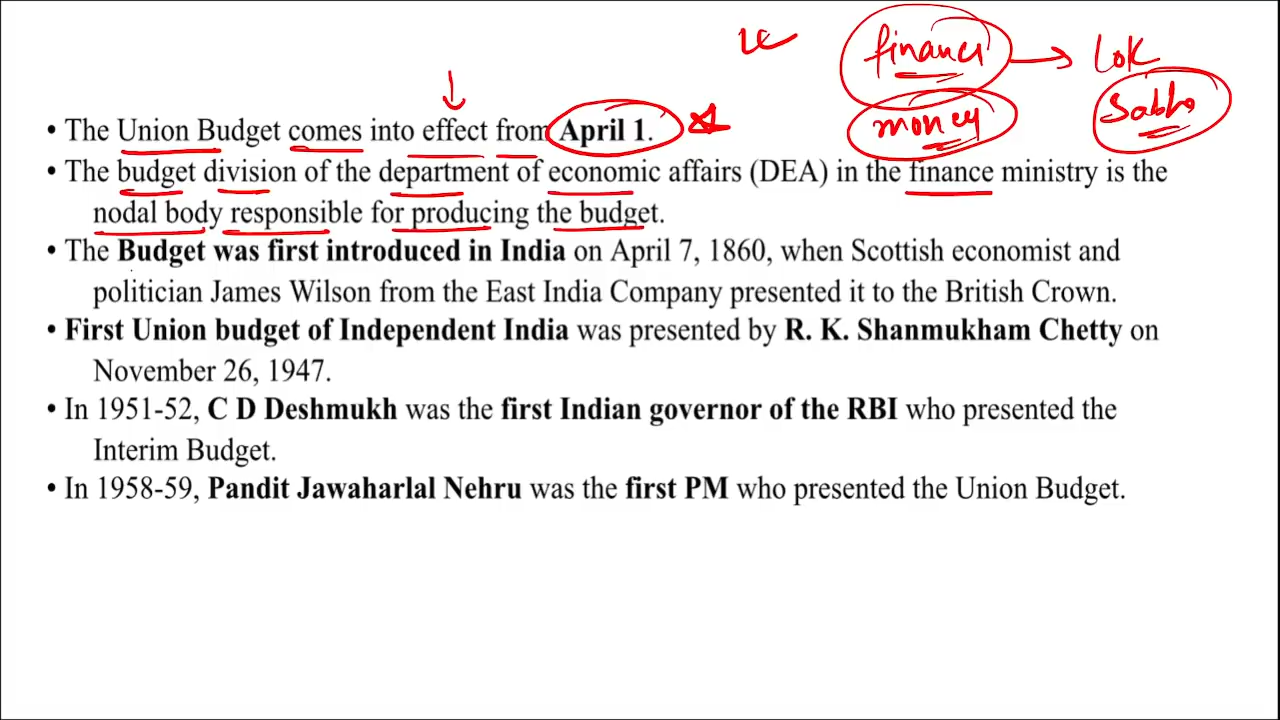 finance → Lok
Sabha
money
• The Union Budget comes into effect from April 1.
• The budget division of the department of economic affairs (DEA) in the finance ministry is the
nodal body responsible for producing the budget.
• The Budget was first introduced in India on April 7, 1860, when Scottish economist and
politician James Wilson from the East India Company presented it to the British Crown.
• First Union budget of Independent India was presented by R. K. Shanmukham Chetty on
November 26, 1947.
• In 1951-52, C D Deshmukh was the first Indian governor of the RBI who presented the
Interim Budget.
• In 1958-59, Pandit Jawaharlal Nehru was the first PM who presented the Union Budget.